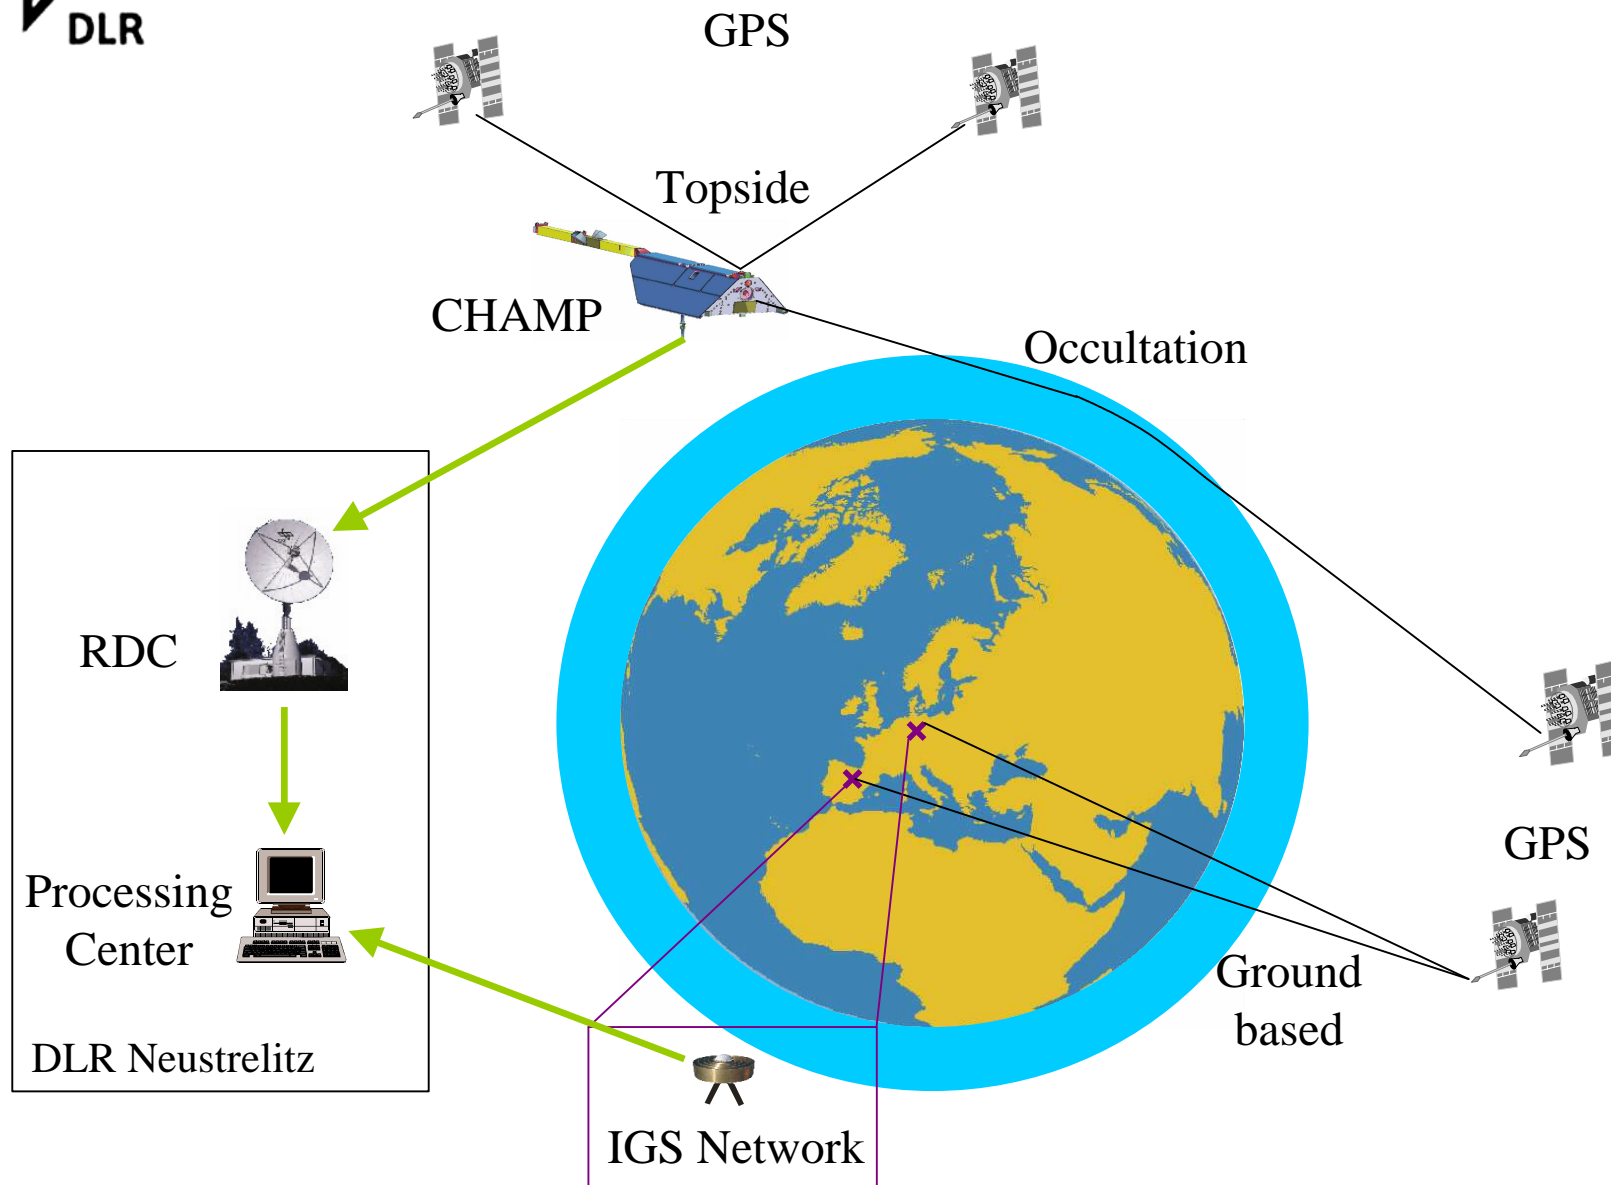 DLR
GPS
Topside
CHAMP
Occultation
RDC
GPS
Processing
Center
Ground
based
DLR Neustrelitz
IGS Network